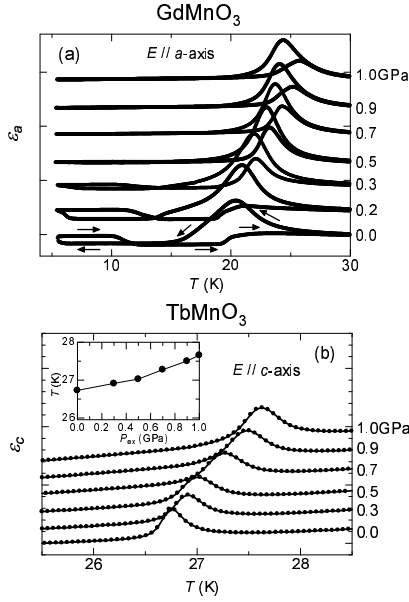 GdMnO3
(a)
E // a-axis
εa
1.0GPa
0.9
0.7
0.5
0.3
0.2
0.0
10 20 30
T (K)
TbMnO3
(b)
E // c-axis
28
27
26
T (K)
0.0 0.2 0.4 0.6 0.8 1.0
Pex (GPa)
εc
1.0GPa
0.9
0.7
0.5
0.3
0.0
26 27 28
T (K)